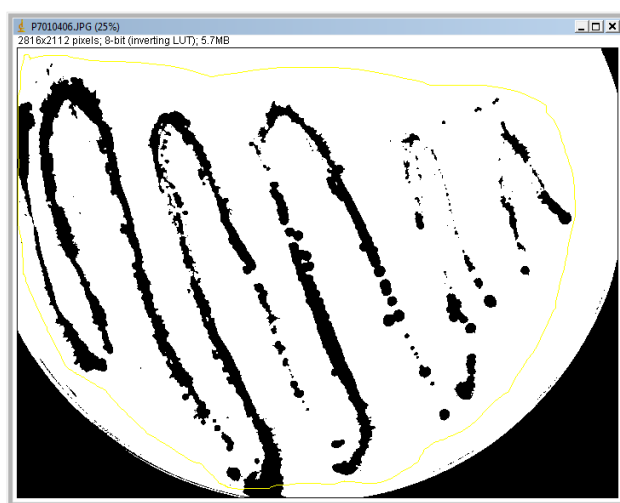 P7010406.JPG (25%)
2816x2112 pixels; 8-bit (inverting LUT); 5.7MB